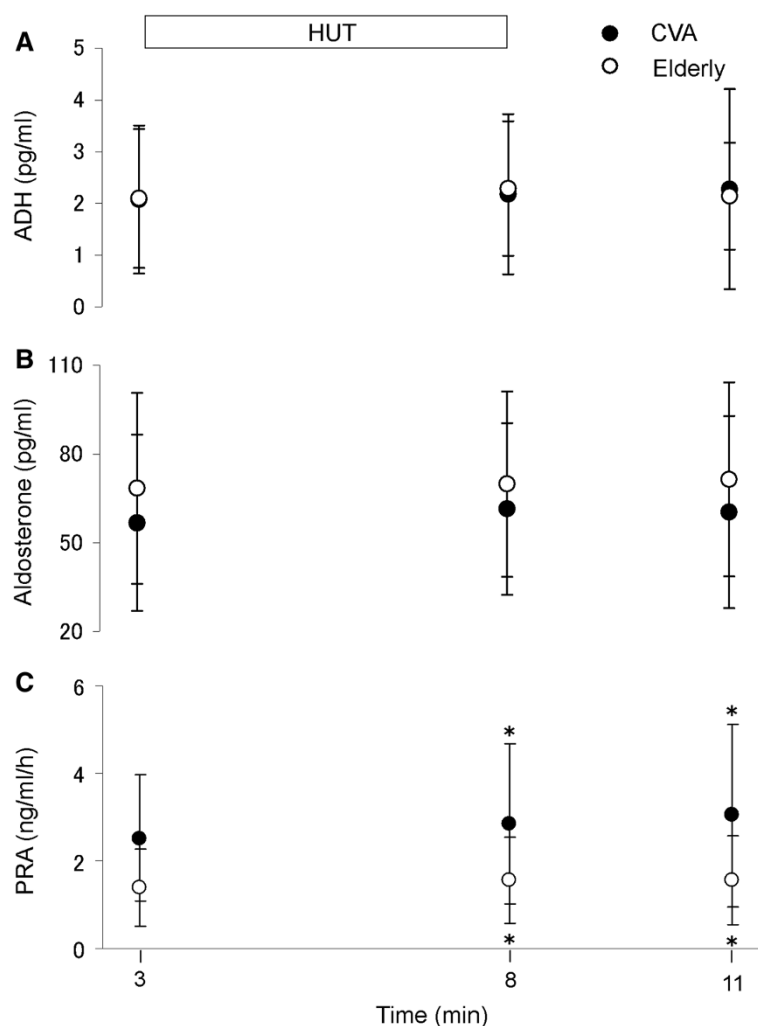 A
HUT
CVA
Elderly
5
4
3
2
1
0
ADH (pg/ml)
B
110
80
50
20
Aldosterone (pg/ml)
C
6
4
2
0
PRA (ng/ml/h)
*
*
*
*
3
8
11
Time (min)